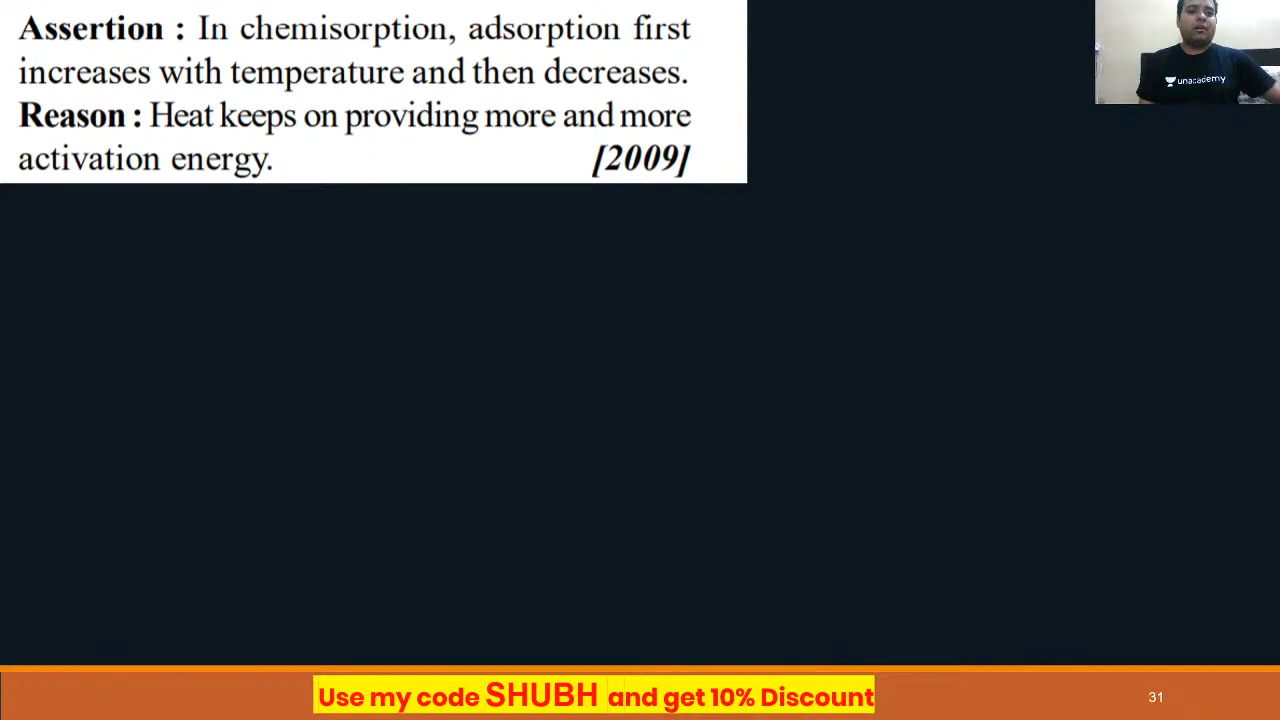 Assertion : In chemisorption, adsorption first
increases with temperature and then decreases.
Reason : Heat keeps on providing more and more
activation energy. [2009]
unacademy
Use my code SHUBH and get 10% Discount
31